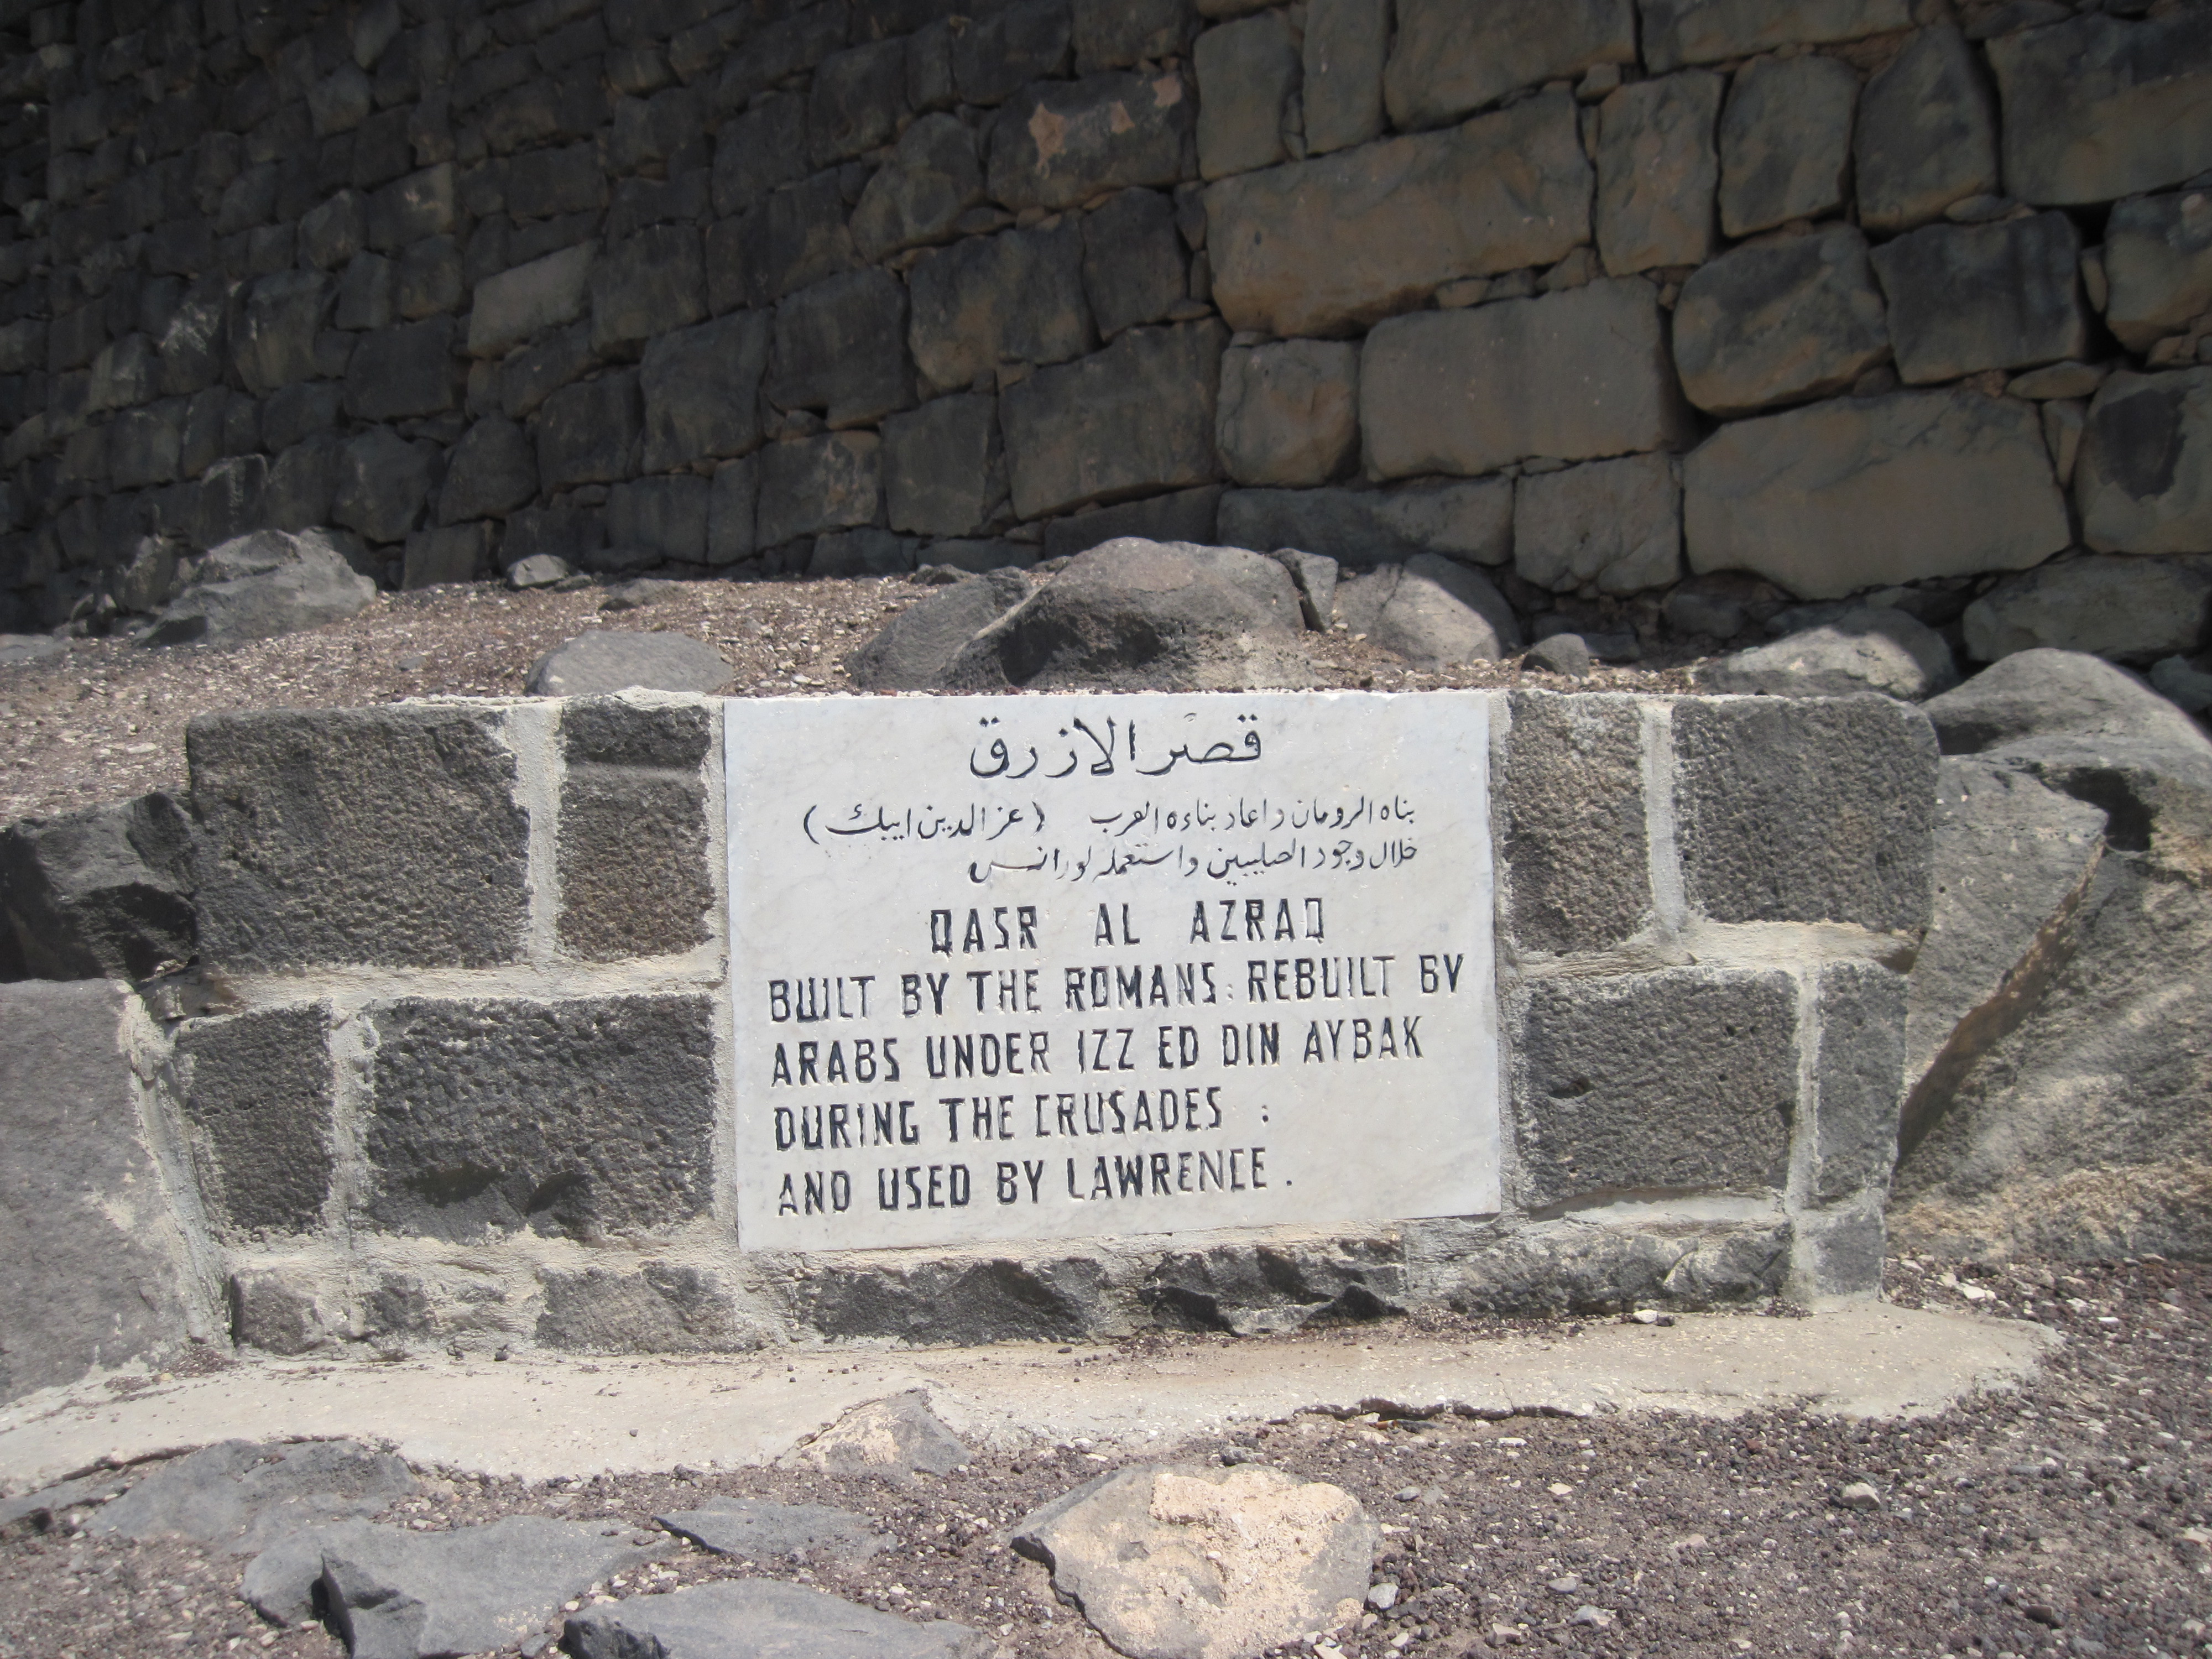 قصر الازرق
بناه الرومان واعاد بناءه العرب (عز الدين ايبك)
خلال وجود الصليبين واستعمله لورانس
QASR AL AZRAQ
BUILT BY THE ROMANS: REBUILT BY
ARABS UNDER IZZ ED DIN AYBAK
DURING THE CRUSADES :
AND USED BY LAWRENCE.